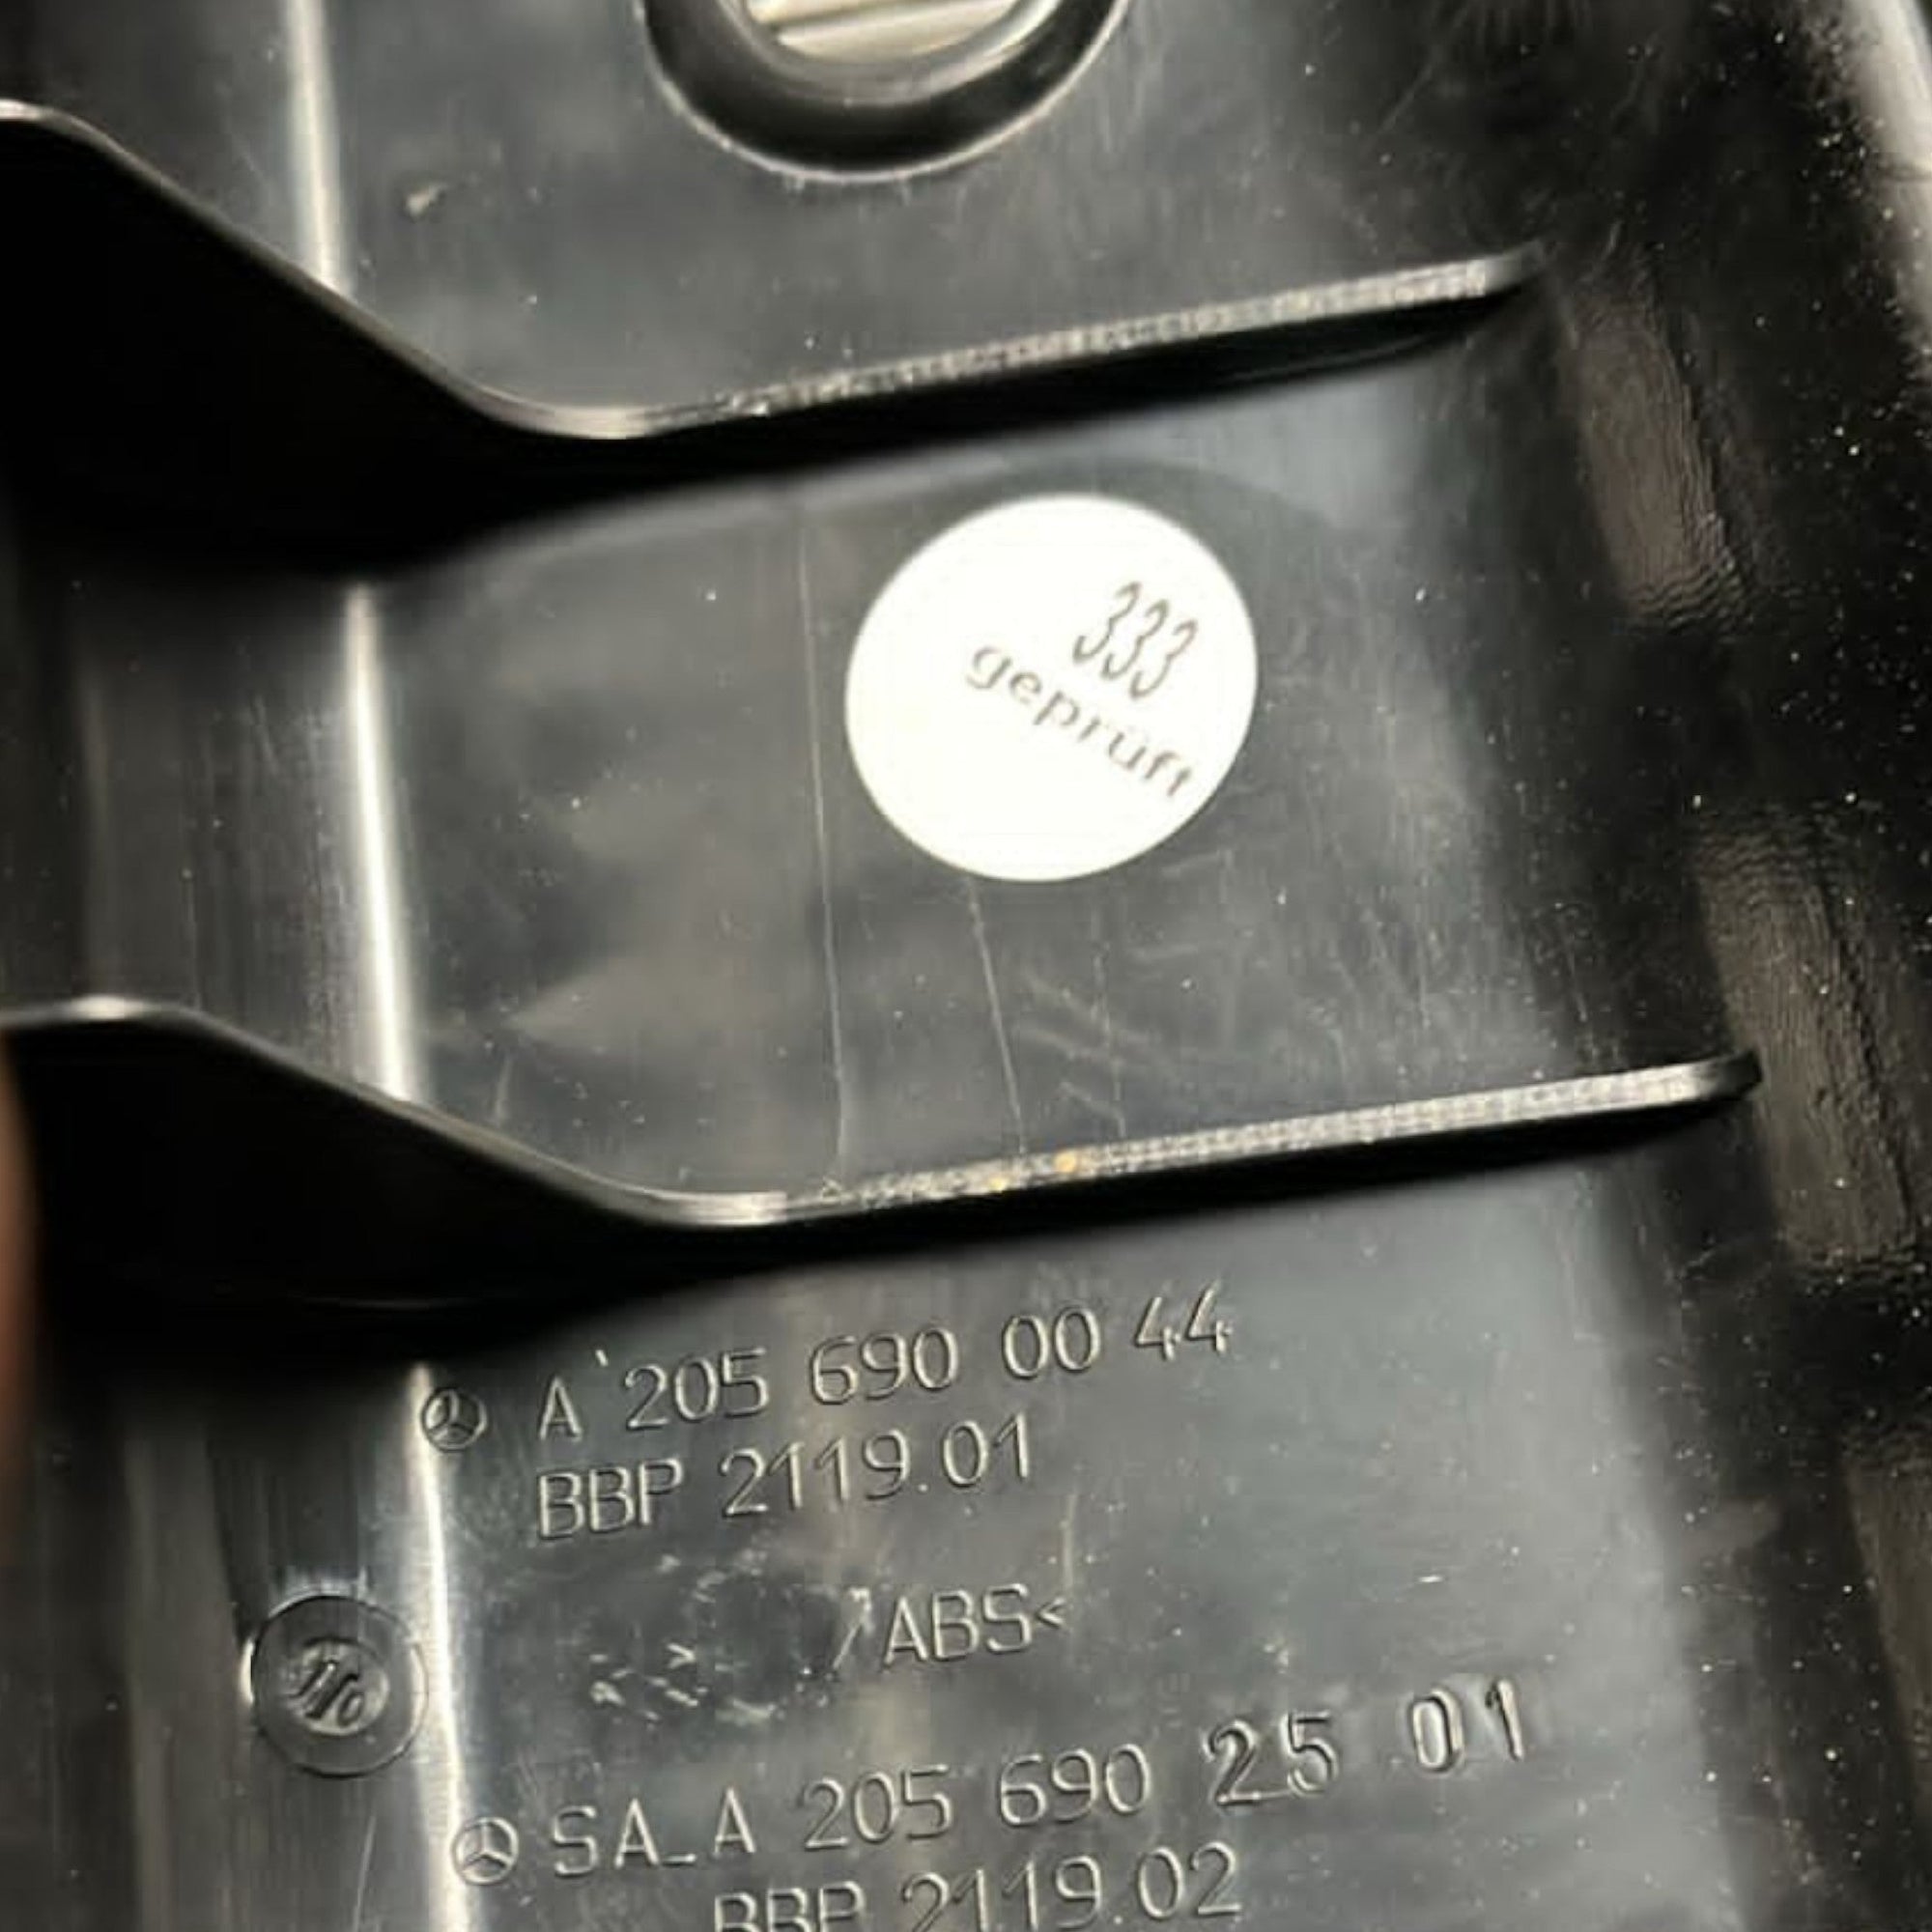 333
geprüft
A 205 690 00 44
BBP 2119.01
>ABS<
SA_A 205 690 25 01
BBP 2119.02